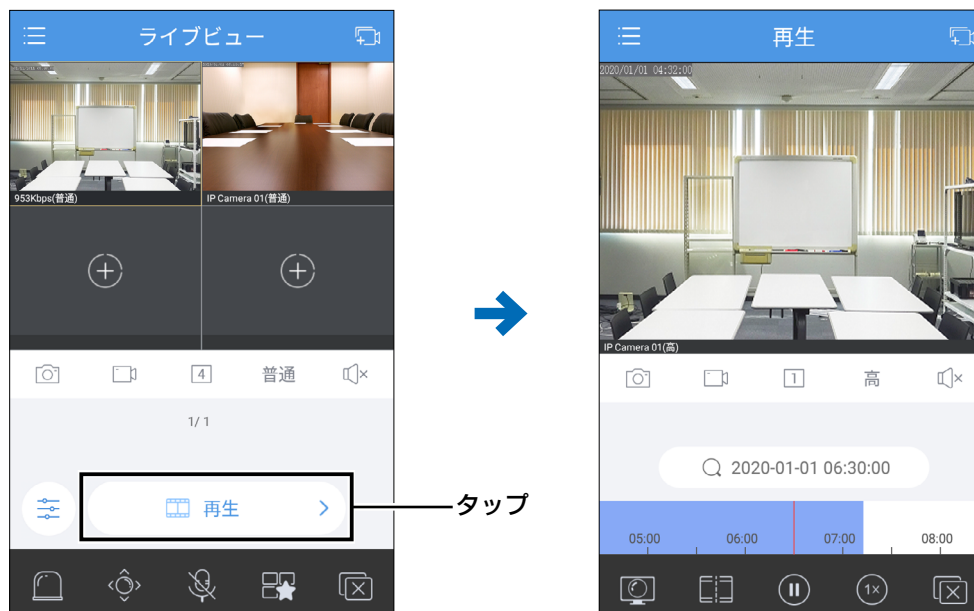 ライブビュー
953Kbps(普通)
IP Camera 01(普通)
4
普通
1/ 1
再生
タップ
再生
2020/01/01 04:32:00
IP Camera 01(高)
1
高
2020-01-01 06:30:00
05:00
06:00
07:00
08:00
1×